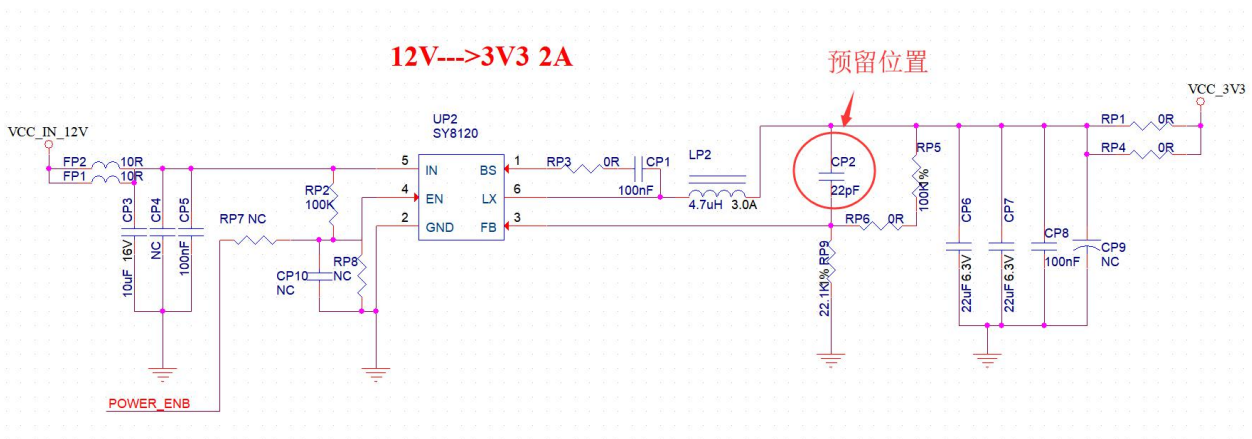 12V--->3V3 2A
预留位置
VCC_3V3
VCC_IN_12V
UP2
SY8120
FP2 10R
FP1 10R
5 IN
4 EN
2 GND
BS 1
LX 6
FB 3
RP3 0R
CP1
100nF
LP2
4.7uH 3.0A
CP2
22pF
RP5
100K1%
RP6 0R
RP9
22.1K1%
RP1 0R
RP4 0R
CP3
10uF 16V
CP4
NC
CP5
100nF
RP2
100K
RP7 NC
RP8
NC
CP10
NC
CP6
22uF 6.3V
CP7
22uF 6.3V
CP8
100nF
CP9
NC
POWER_ENB